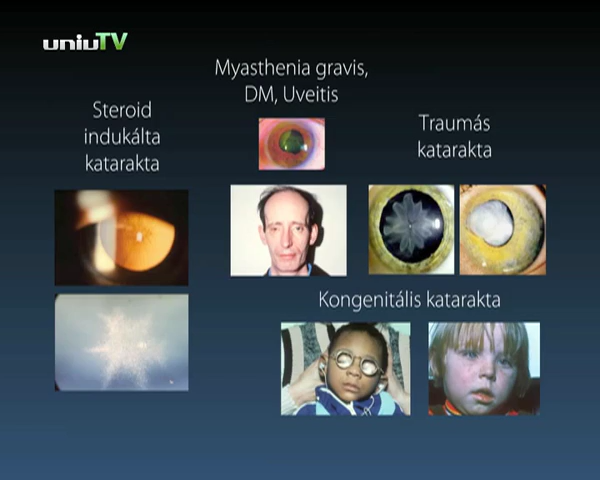 uniuTV
Myasthenia gravis,
DM, Uveitis
Steroid
indukálta
katarakta
Traumás
katarakta
Kongenitális katarakta